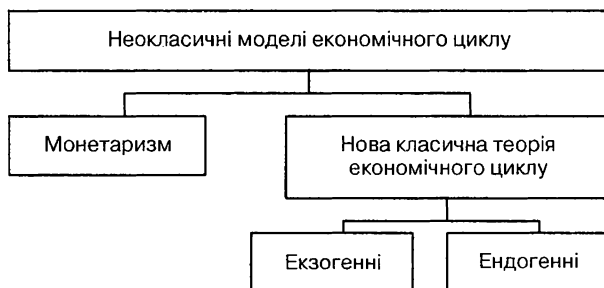 Неокласичні моделі економічного циклу
Монетаризм
Нова класична теорія
економічного циклу
Екзогенні
Ендогенні